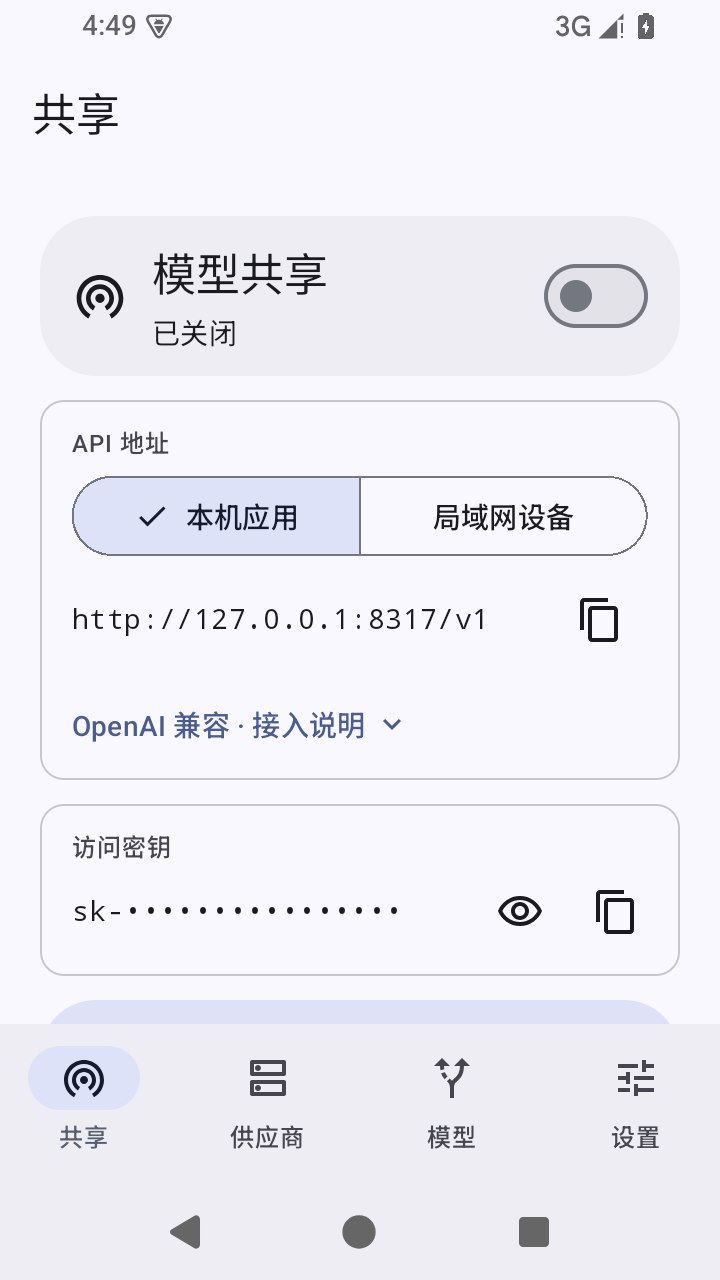 4:49
3G
共享
模型共享
已关闭
API 地址
本机应用
局域网设备
http://127.0.0.1:8317/v1
OpenAI 兼容 · 接入说明
访问密钥
sk-••••••••••••••••
共享
供应商
模型
设置